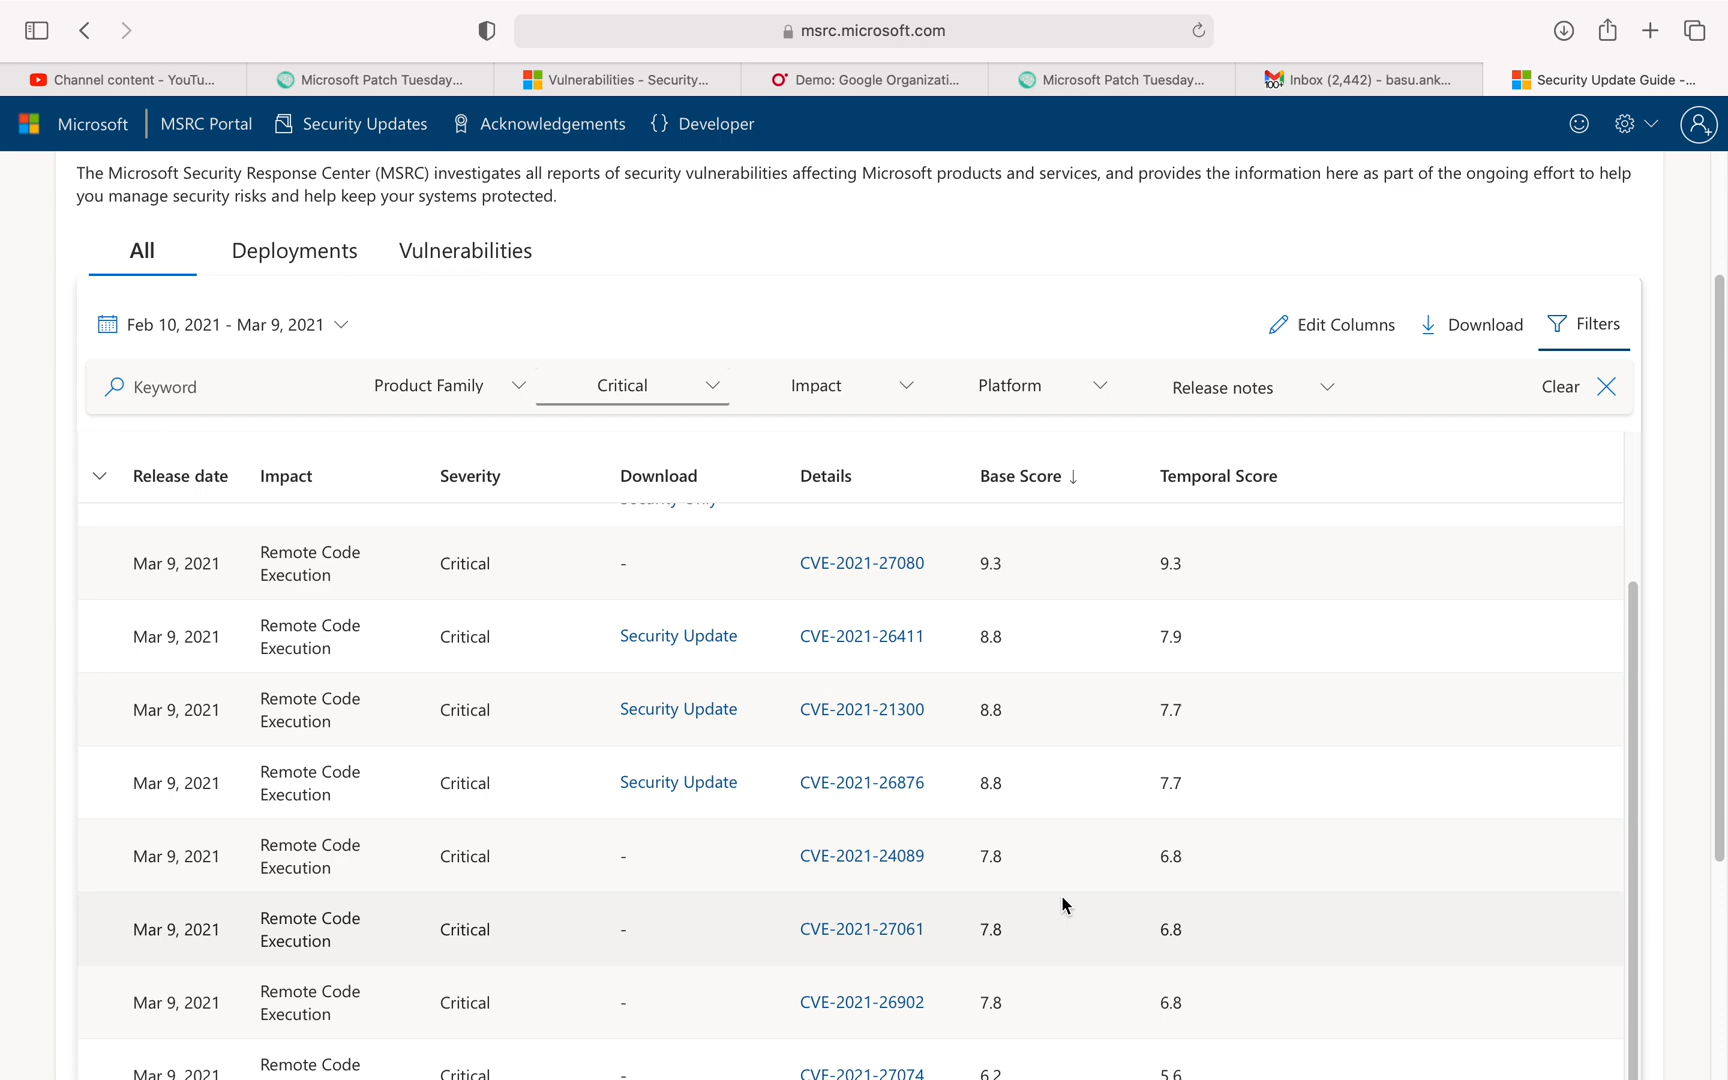 msrc.microsoft.com
Channel content - YouTu...
Microsoft Patch Tuesday...
Vulnerabilities - Security...
Demo: Google Organizati...
Microsoft Patch Tuesday...
100+
Inbox (2,442) - basu.ank...
Security Update Guide -...
Microsoft
MSRC Portal
Security Updates
Acknowledgements
{} Developer
The Microsoft Security Response Center (MSRC) investigates all reports of security vulnerabilities affecting Microsoft products and services, and provides the information here as part of the ongoing effort to help
you manage security risks and help keep your systems protected.
All Deployments Vulnerabilities
Feb 10, 2021 - Mar 9, 2021
Edit Columns Download Filters
Keyword Product Family Critical Impact Platform Release notes Clear
Release date Impact Severity Download Details Base Score ↓ Temporal Score
Security Only
Mar 9, 2021 Remote Code Execution Critical - CVE-2021-27080 9.3 9.3
Mar 9, 2021 Remote Code Execution Critical Security Update CVE-2021-26411 8.8 7.9
Mar 9, 2021 Remote Code Execution Critical Security Update CVE-2021-21300 8.8 7.7
Mar 9, 2021 Remote Code Execution Critical Security Update CVE-2021-26876 8.8 7.7
Mar 9, 2021 Remote Code Execution Critical - CVE-2021-24089 7.8 6.8
Mar 9, 2021 Remote Code Execution Critical - CVE-2021-27061 7.8 6.8
Mar 9, 2021 Remote Code Execution Critical - CVE-2021-26902 7.8 6.8
Mar 9, 2021 Remote Code Critical - CVE-2021-27074 6.2 5.6